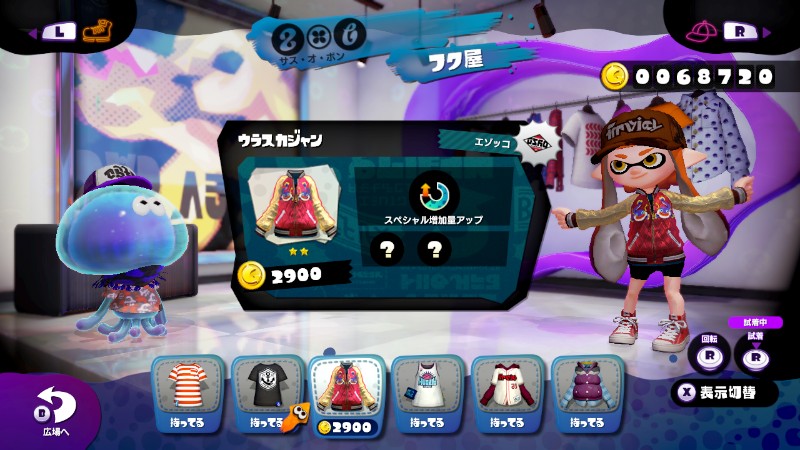 L
R
サス・オ・ボン
フク屋
0068720
ウラスカジャン
エゾッコ
スペシャル増加量アップ
? ?
2900
試着中
回転
試着
R
R
X 表示切替
B
広場へ
持ってる
持ってる
2900
持ってる
持ってる
持ってる